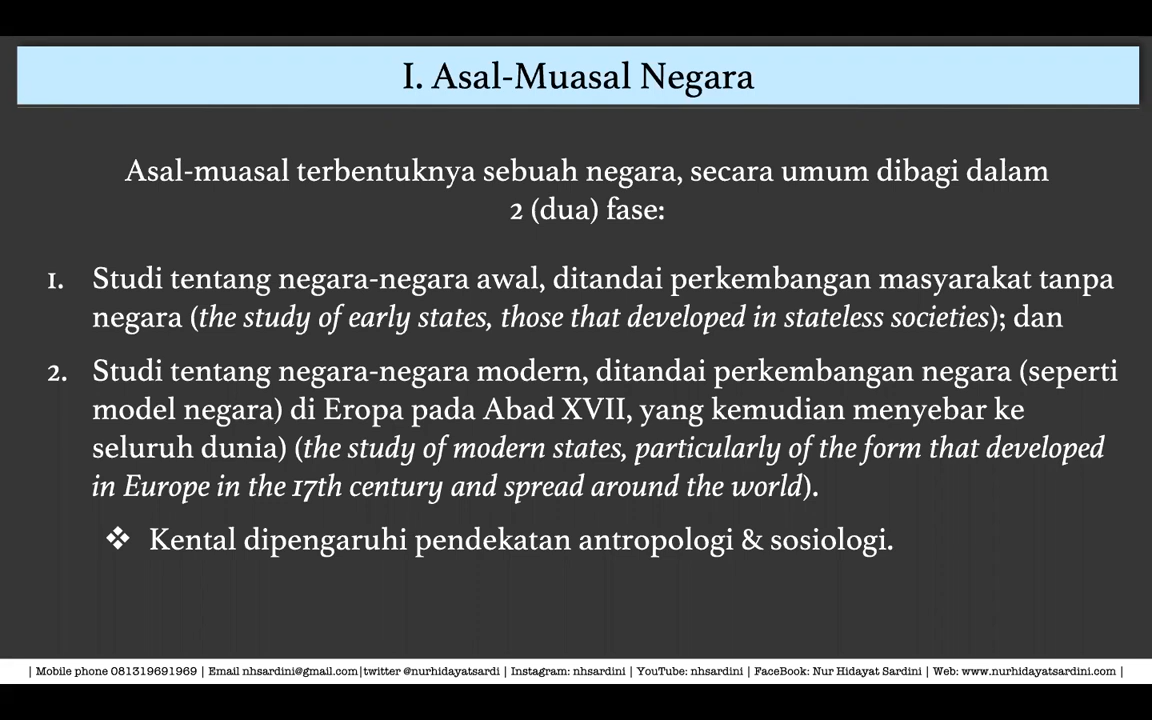 I. Asal-Muasal Negara
Asal-muasal terbentuknya sebuah negara, secara umum dibagi dalam
2 (dua) fase:
1. Studi tentang negara-negara awal, ditandai perkembangan masyarakat tanpa
negara (the study of early states, those that developed in stateless societies); dan
2. Studi tentang negara-negara modern, ditandai perkembangan negara (seperti
model negara) di Eropa pada Abad XVII, yang kemudian menyebar ke
seluruh dunia) (the study of modern states, particularly of the form that developed
in Europe in the 17th century and spread around the world).
❖ Kental dipengaruhi pendekatan antropologi & sosiologi.
| Mobile phone 081319691969 | Email nhsardini@gmail.com|twitter @nurhidayatsardi | Instagram: nhsardini | YouTube: nhsardini | FaceBook: Nur Hidayat Sardini | Web: www.nurhidayatsardini.com |